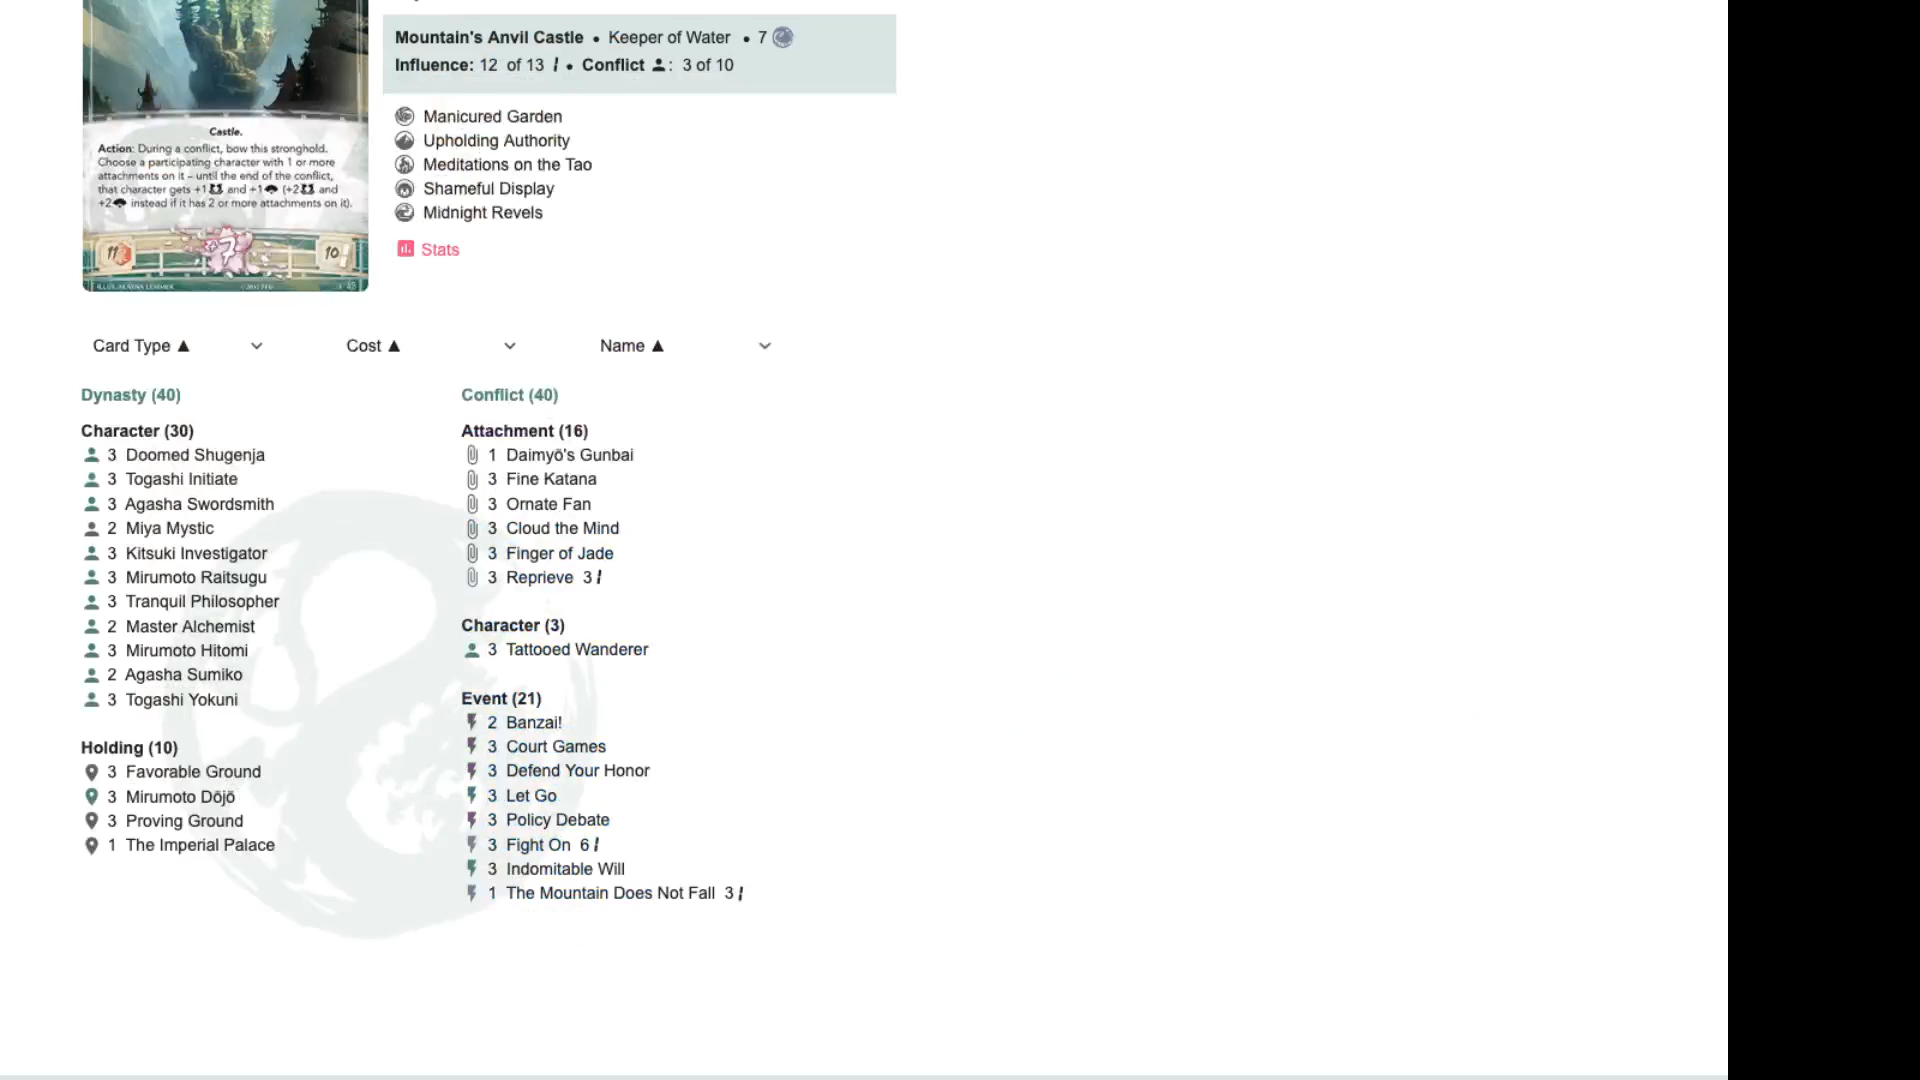 Mountain's Anvil Castle • Keeper of Water • 7
Influence: 12 of 13 • Conflict : 3 of 10
Manicured Garden
Upholding Authority
Meditations on the Tao
Shameful Display
Midnight Revels
Stats
Castle.
Action: During a conflict, bow this stronghold.
Choose a participating character with 1 or more
attachments on it – until the end of the conflict,
that character gets +1 and +1 (+2 and
+2 instead if it has 2 or more attachments on it).
11
+7
10
Card Type ▲
Cost ▲
Name ▲
Dynasty (40)
Character (30)
3 Doomed Shugenja
3 Togashi Initiate
3 Agasha Swordsmith
2 Miya Mystic
3 Kitsuki Investigator
3 Mirumoto Raitsugu
3 Tranquil Philosopher
2 Master Alchemist
3 Mirumoto Hitomi
2 Agasha Sumiko
3 Togashi Yokuni
Holding (10)
3 Favorable Ground
3 Mirumoto Dōjō
3 Proving Ground
1 The Imperial Palace
Conflict (40)
Attachment (16)
1 Daimyō's Gunbai
3 Fine Katana
3 Ornate Fan
3 Cloud the Mind
3 Finger of Jade
3 Reprieve 3
Character (3)
3 Tattooed Wanderer
Event (21)
2 Banzai!
3 Court Games
3 Defend Your Honor
3 Let Go
3 Policy Debate
3 Fight On 6
3 Indomitable Will
1 The Mountain Does Not Fall 3